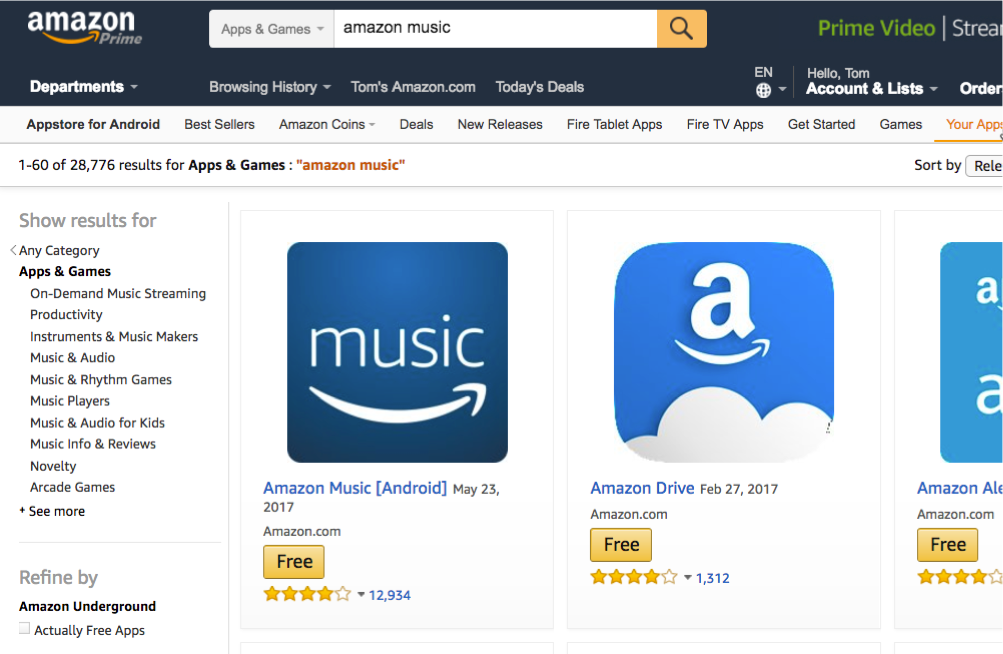 amazon
Prime
Apps & Games
amazon music
Prime Video
Departments
Browsing History
Tom's Amazon.com
Today's Deals
EN
Hello, Tom
Account & Lists
Appstore for Android
Best Sellers
Amazon Coins
Deals
New Releases
Fire Tablet Apps
Fire TV Apps
Get Started
Games
Your Apps
1-60 of 28,776 results for Apps & Games : "amazon music"
Sort by
Show results for
Any Category
Apps & Games
On-Demand Music Streaming
Productivity
Instruments & Music Makers
Music & Audio
Music & Rhythm Games
Music Players
Music & Audio for Kids
Music Info & Reviews
Novelty
Arcade Games
+ See more
Refine by
Amazon Underground
Actually Free Apps
music
Amazon Music [Android] May 23,
2017
Amazon.com
Free
12,934
a
Amazon Drive Feb 27, 2017
Amazon.com
Free
1,312
Amazon
Amazon.com
Free